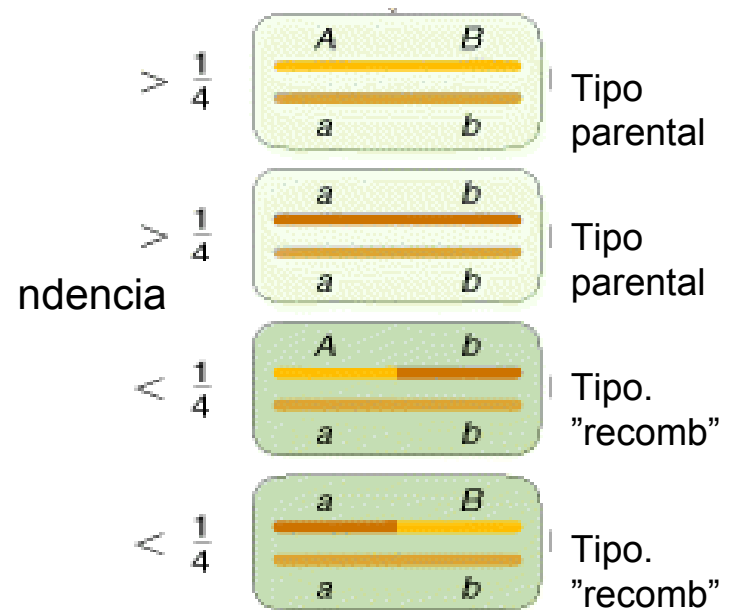 A B
> 1/4
Tipo
parental
a b
a b
> 1/4
Tipo
parental
a b
ndencia
A b
< 1/4
Tipo.
”recomb”
a b
a B
< 1/4
Tipo.
”recomb”
a b